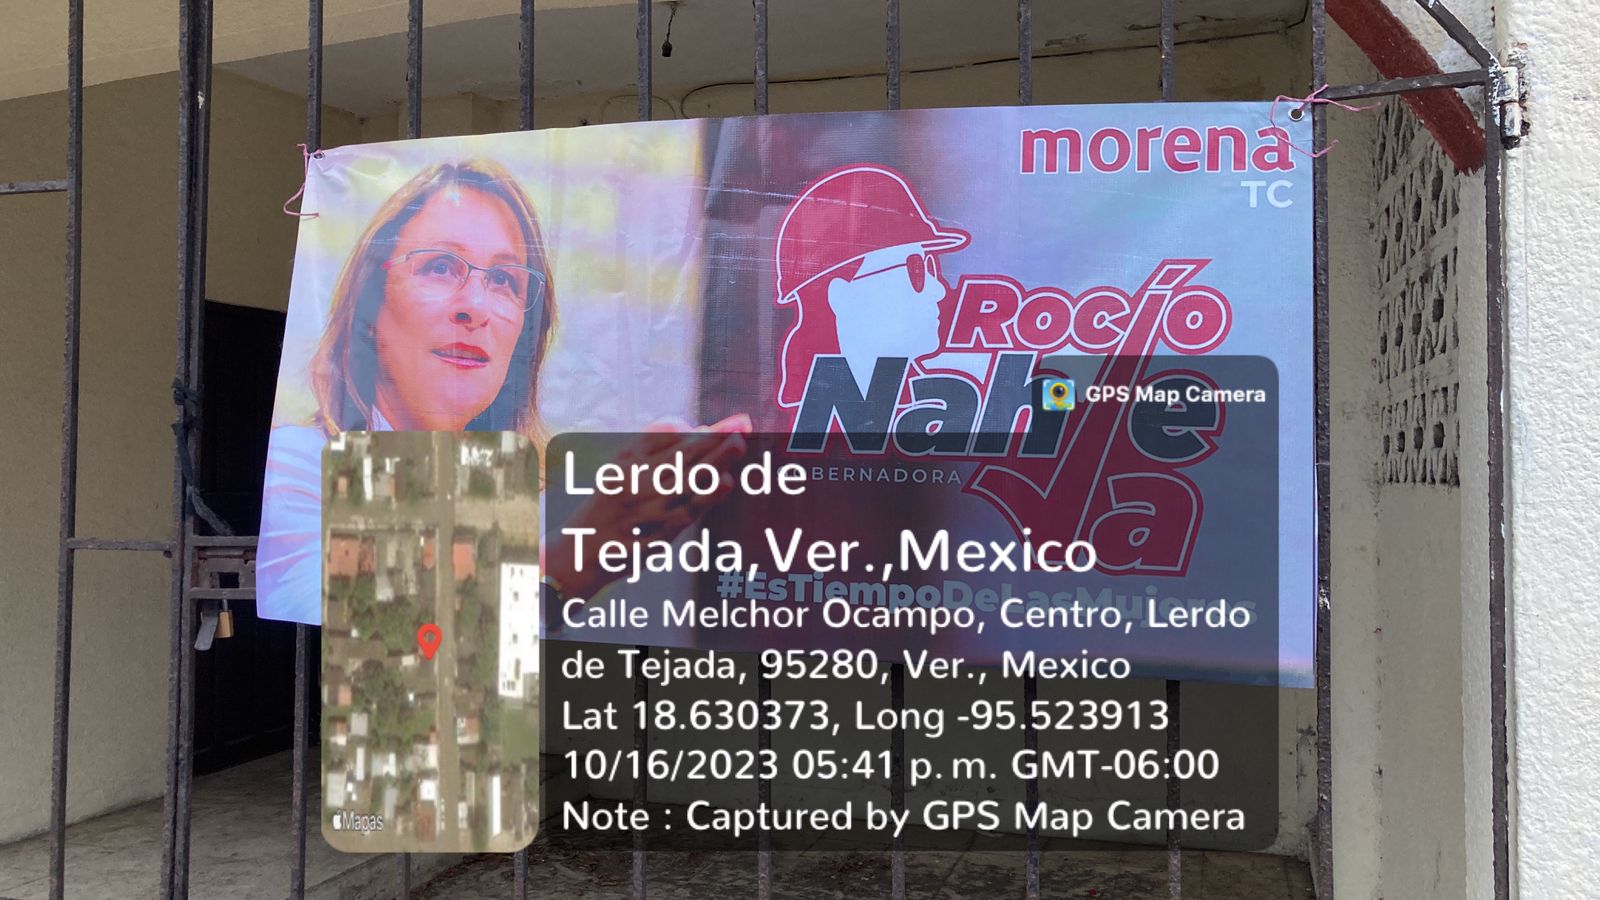 morena
TC
Rocío
Nahle
GOBERNADORA
Va
#EsTiempoDeLasMujeres
GPS Map Camera
Lerdo de
Tejada,Ver.,Mexico
Calle Melchor Ocampo, Centro, Lerdo
de Tejada, 95280, Ver., Mexico
Lat 18.630373, Long -95.523913
10/16/2023 05:41 p. m. GMT-06:00
Note : Captured by GPS Map Camera
Mapas